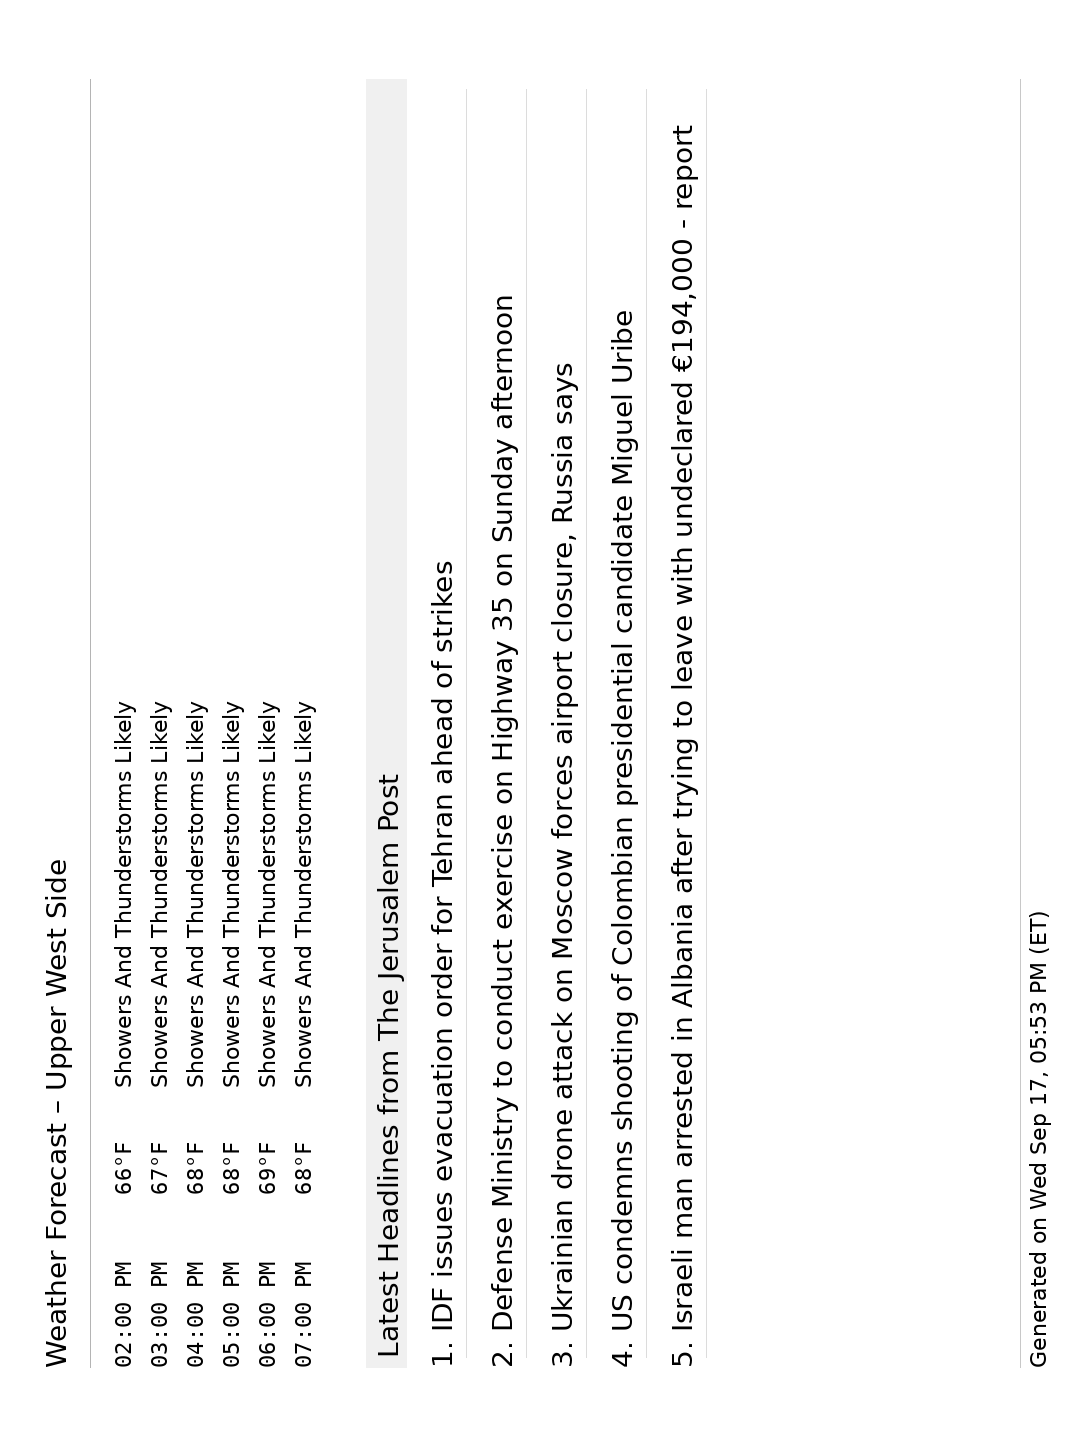 Weather Forecast – Upper West Side
02:00 PM 66°F Showers And Thunderstorms Likely
03:00 PM 67°F Showers And Thunderstorms Likely
04:00 PM 68°F Showers And Thunderstorms Likely
05:00 PM 68°F Showers And Thunderstorms Likely
06:00 PM 69°F Showers And Thunderstorms Likely
07:00 PM 68°F Showers And Thunderstorms Likely
Latest Headlines from The Jerusalem Post
1. IDF issues evacuation order for Tehran ahead of strikes
2. Defense Ministry to conduct exercise on Highway 35 on Sunday afternoon
3. Ukrainian drone attack on Moscow forces airport closure, Russia says
4. US condemns shooting of Colombian presidential candidate Miguel Uribe
5. Israeli man arrested in Albania after trying to leave with undeclared €194,000 - report
Generated on Wed Sep 17, 05:53 PM (ET)